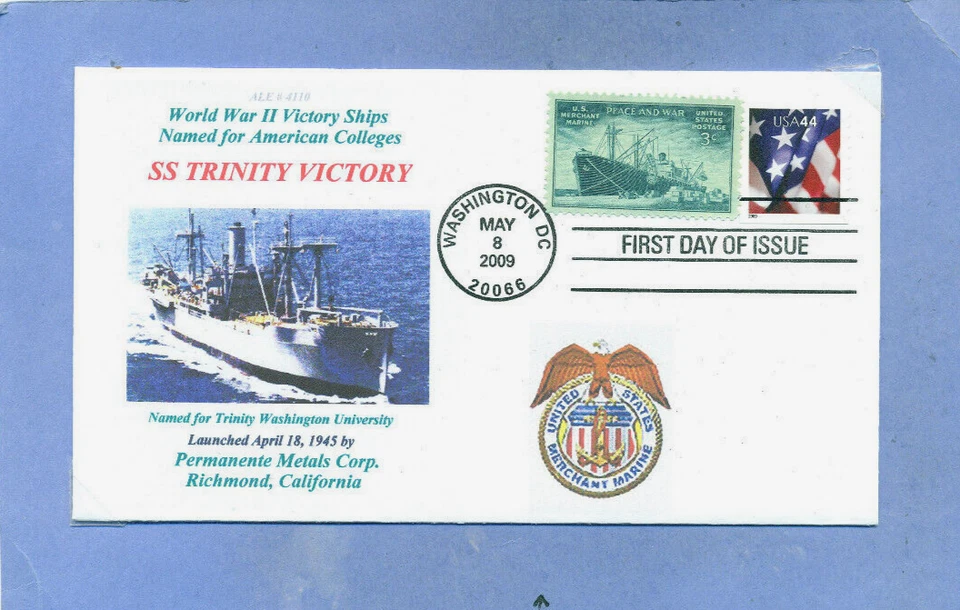 ALE # 4110
World War II Victory Ships
Named for American Colleges
SS TRINITY VICTORY
Named for Trinity Washington University
Launched April 18, 1945 by
Permanente Metals Corp.
Richmond, California
U.S. MERCHANT MARINE
PEACE AND WAR
UNITED STATES POSTAGE
3¢
USA44
WASHINGTON DC
MAY
8
2009
20066
FIRST DAY OF ISSUE
UNITED STATES
MERCHANT MARINE